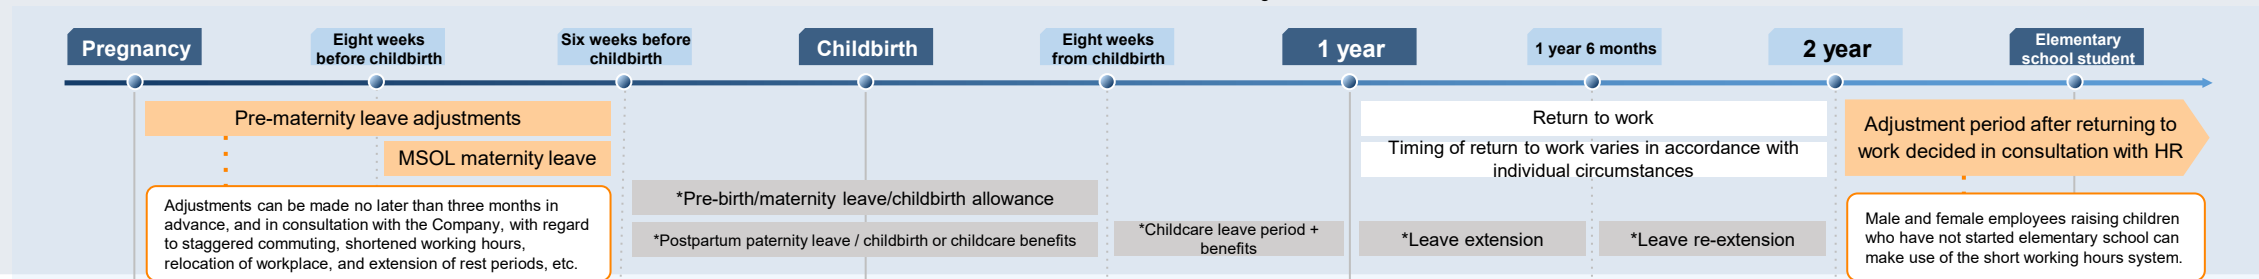 Pregnancy
Eight weeks
before childbirth
Six weeks before
childbirth
Childbirth
Eight weeks
from childbirth
1 year
1 year 6 months
2 year
Elementary
school student
Pre-maternity leave adjustments
MSOL maternity leave
Adjustments can be made no later than three months in
advance, and in consultation with the Company, with regard
to staggered commuting, shortened working hours,
relocation of workplace, and extension of rest periods, etc.
*Pre-birth/maternity leave/childbirth allowance
*Postpartum paternity leave / childbirth or childcare benefits
*Childcare leave period +
benefits
Return to work
Timing of return to work varies in accordance with
individual circumstances
*Leave extension
*Leave re-extension
Adjustment period after returning to
work decided in consultation with HR
Male and female employees raising children
who have not started elementary school can
make use of the short working hours system.